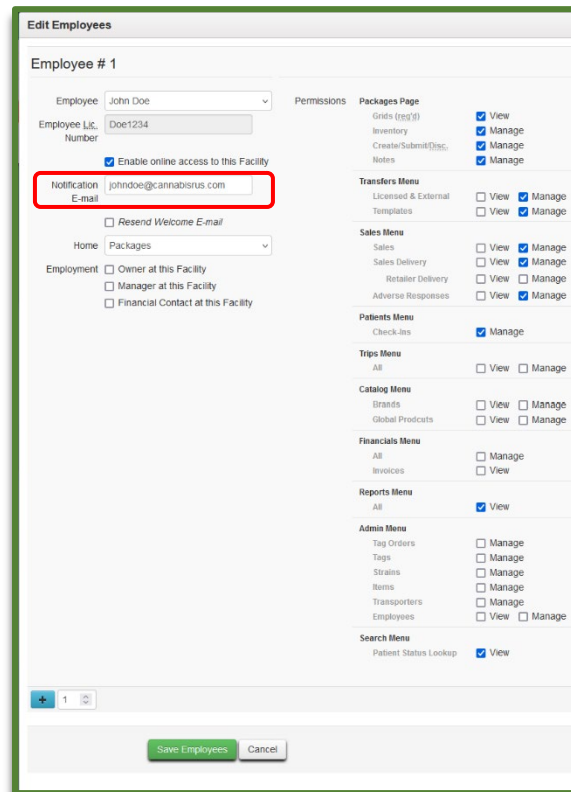 Edit Employees
Employee # 1
Employee John Doe
Employee Lic. Number Doe1234
Enable online access to this Facility
Notification E-mail johndoe@cannabisrus.com
Resend Welcome E-mail
Home Packages
Employment Owner at this Facility
Manager at this Facility
Financial Contact at this Facility
Permissions Packages Page
Grids (req'd) View
Inventory Manage
Create/Submit/Disc. Manage
Notes Manage
Transfers Menu
Licensed & External View Manage
Templates View Manage
Sales Menu
Sales View Manage
Sales Delivery View Manage
Retailer Delivery View Manage
Adverse Responses View Manage
Patients Menu
Check-Ins Manage
Trips Menu
All View Manage
Catalog Menu
Brands View Manage
Global Prodcuts View Manage
Financials Menu
All Manage
Invoices View
Reports Menu
All View
Admin Menu
Tag Orders Manage
Tags Manage
Strains Manage
Items Manage
Transporters Manage
Employees View Manage
Search Menu
Patient Status Lookup View
+ 1
Save Employees Cancel